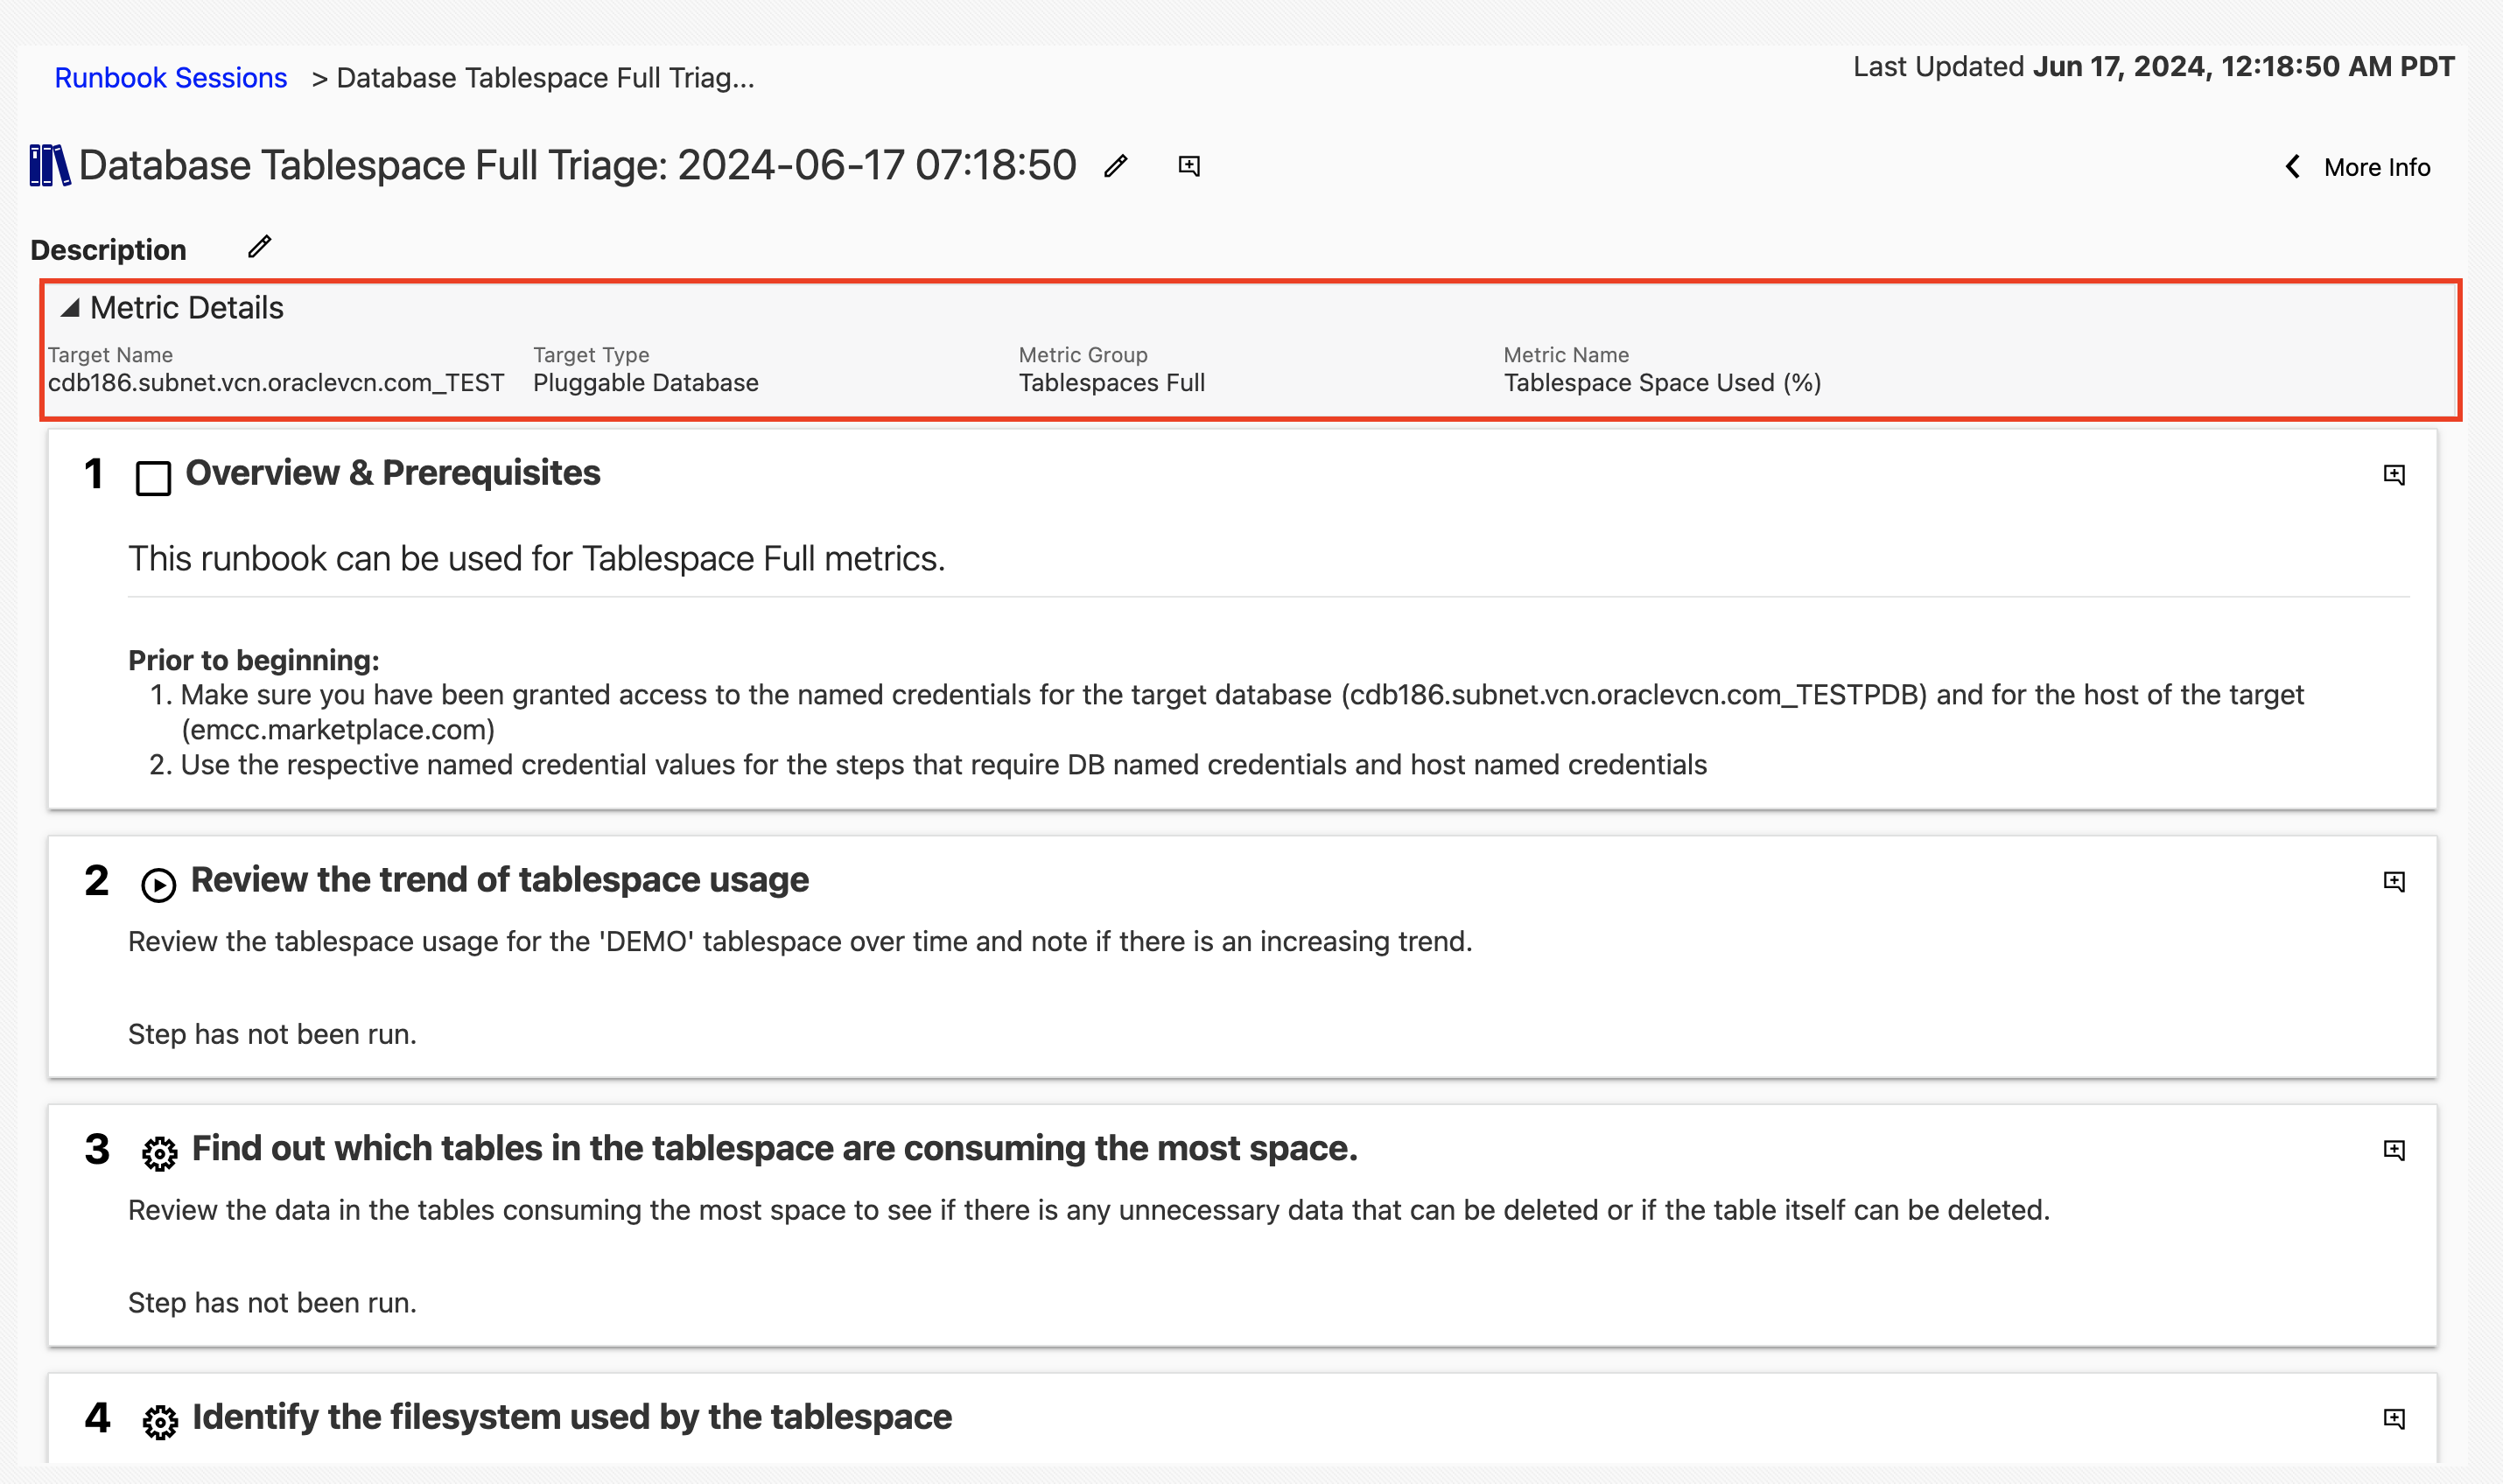 Runbook Sessions > Database Tablespace Full Triag...
Last Updated Jun 17, 2024, 12:18:50 AM PDT
Database Tablespace Full Triage: 2024-06-17 07:18:50
More Info
Description
Metric Details
Target Name
cdb186.subnet.vcn.oraclevcn.com_TEST
Target Type
Pluggable Database
Metric Group
Tablespaces Full
Metric Name
Tablespace Space Used (%)
1 Overview & Prerequisites
This runbook can be used for Tablespace Full metrics.
Prior to beginning:
1. Make sure you have been granted access to the named credentials for the target database (cdb186.subnet.vcn.oraclevcn.com_TESTPDB) and for the host of the target
(emcc.marketplace.com)
2. Use the respective named credential values for the steps that require DB named credentials and host named credentials
2 Review the trend of tablespace usage
Review the tablespace usage for the 'DEMO' tablespace over time and note if there is an increasing trend.
Step has not been run.
3 Find out which tables in the tablespace are consuming the most space.
Review the data in the tables consuming the most space to see if there is any unnecessary data that can be deleted or if the table itself can be deleted.
Step has not been run.
4 Identify the filesystem used by the tablespace